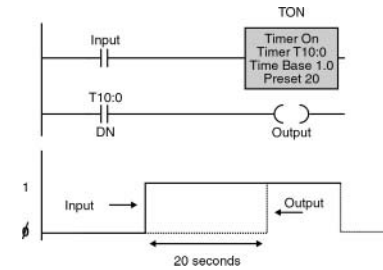 TON
Input
Timer On
Timer T10:0
Time Base 1.0
Preset 20
T10:0
DN
Output
1
Input
Output
0
20 seconds